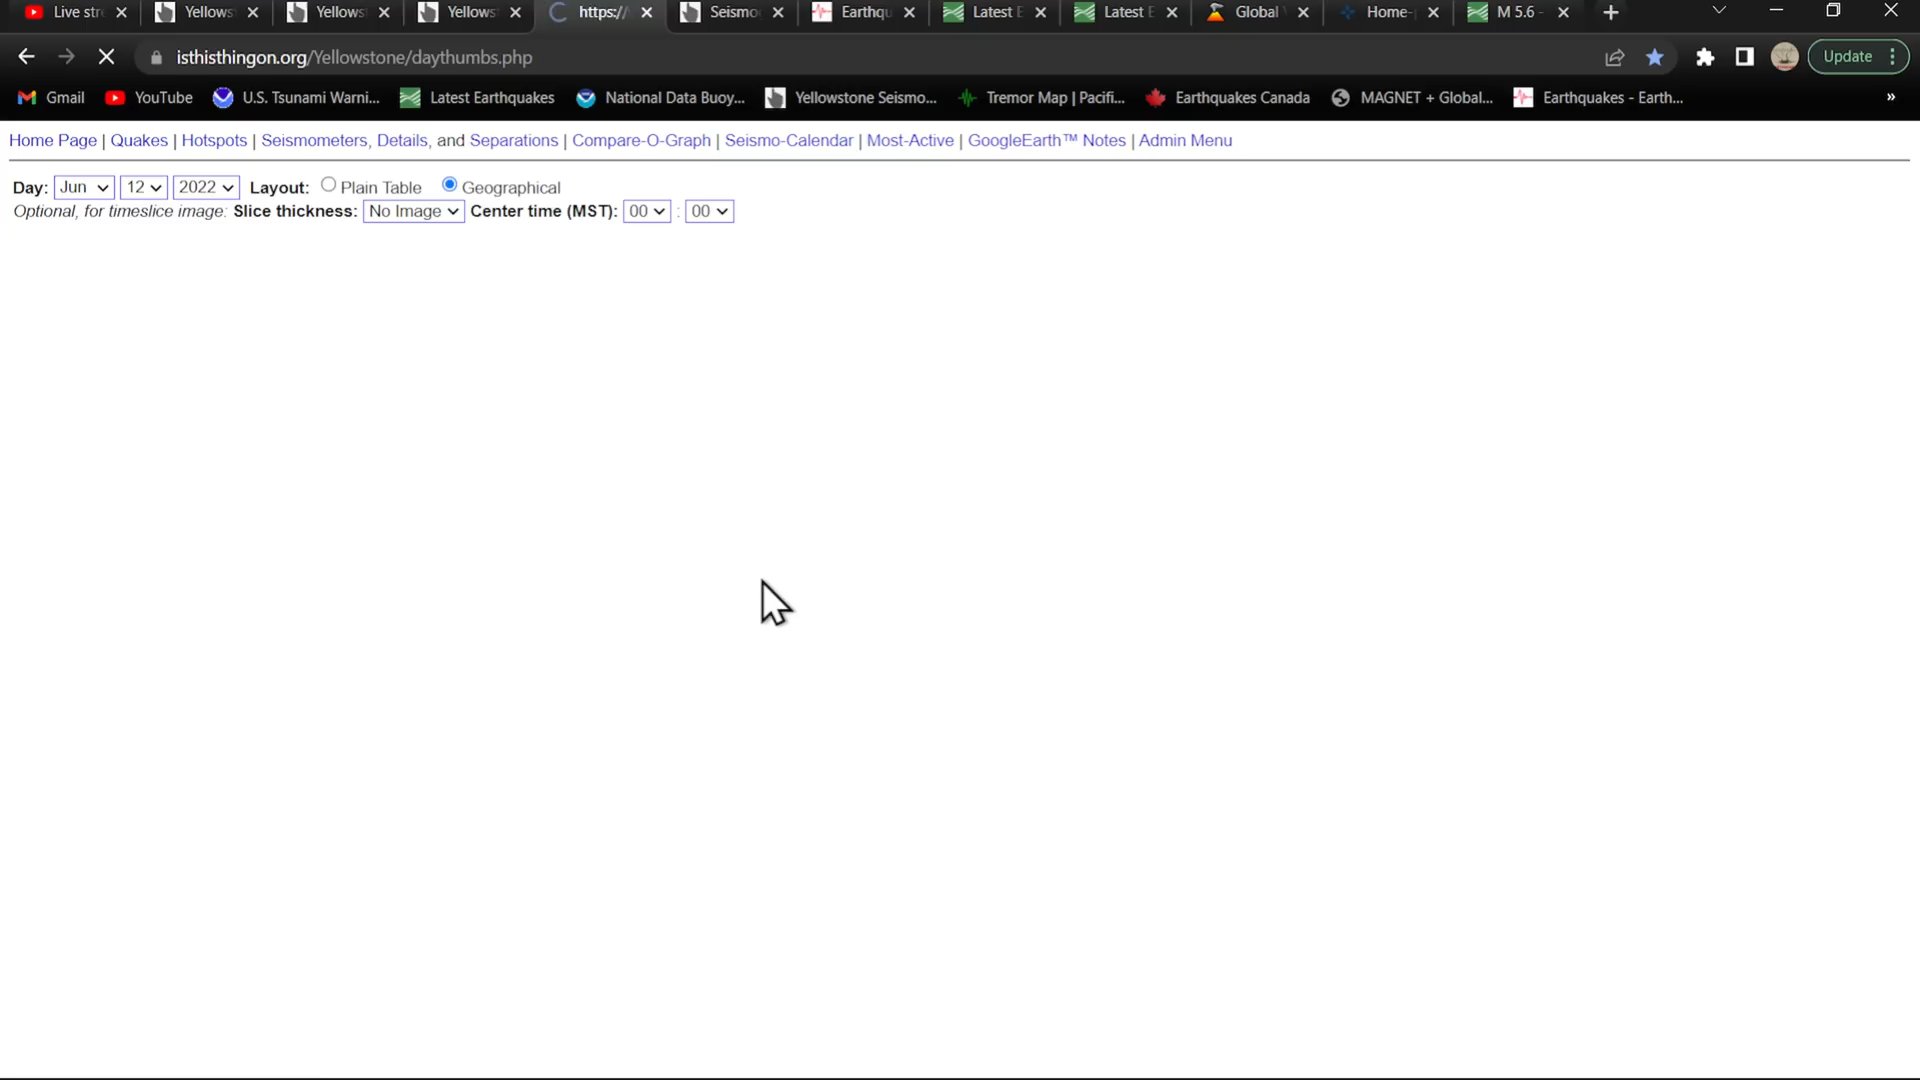 Live str Yellows Yellows Yellows https:// Seismo Earthqu Latest E Latest E Global Home- M 5.6 -
isthisthingon.org/Yellowstone/daythumbs.php Update
Gmail YouTube U.S. Tsunami Warni... Latest Earthquakes National Data Buoy... Yellowstone Seismo... Tremor Map | Pacifi... Earthquakes Canada MAGNET + Global... Earthquakes - Earth... »
Home Page | Quakes | Hotspots | Seismometers, Details, and Separations | Compare-O-Graph | Seismo-Calendar | Most-Active | GoogleEarth™ Notes | Admin Menu
Day: Jun 12 2022 Layout: Plain Table Geographical
Optional, for timeslice image: Slice thickness: No Image Center time (MST): 00 : 00